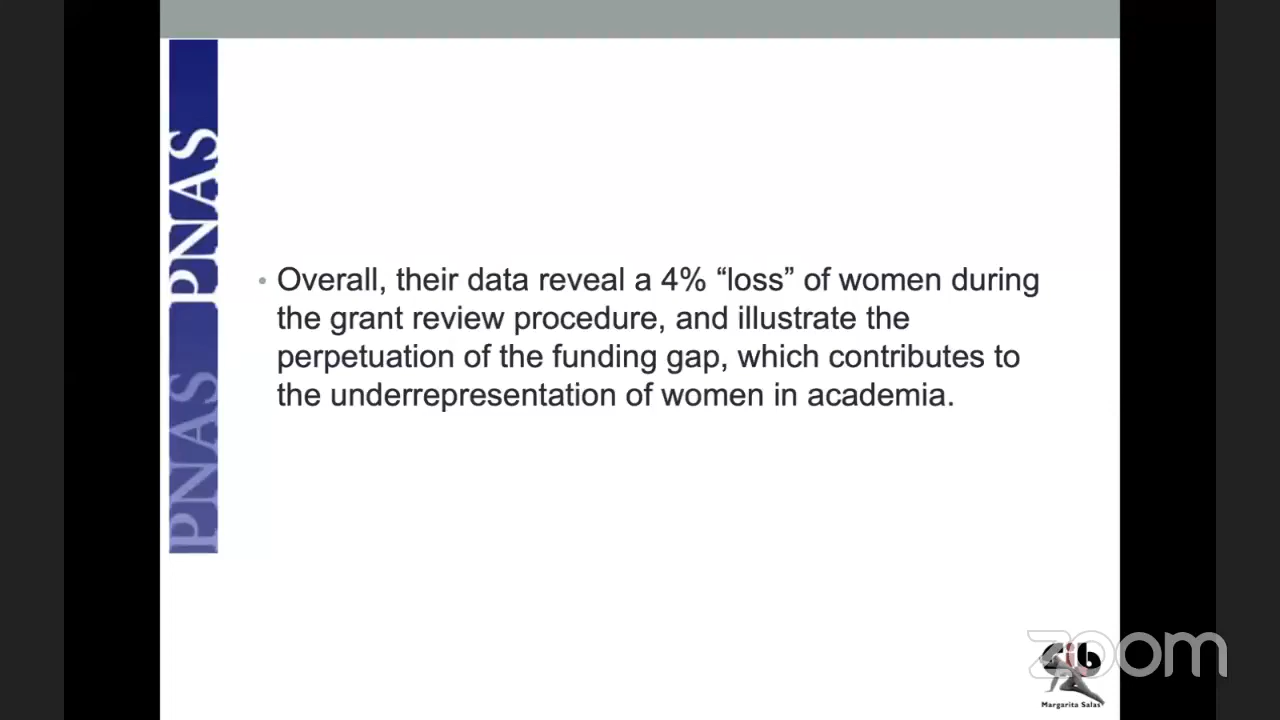 PNAS
PNAS
• Overall, their data reveal a 4% “loss” of women during
the grant review procedure, and illustrate the
perpetuation of the funding gap, which contributes to
the underrepresentation of women in academia.
zoom
cib
Margarita Salas